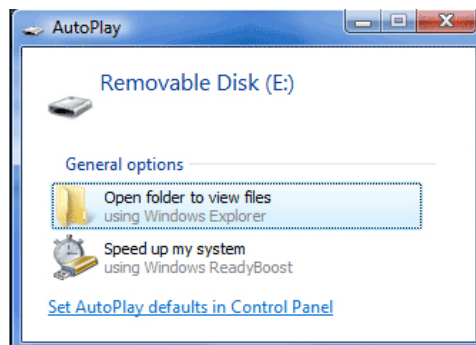 AutoPlay
Removable Disk (E:)
General options
Open folder to view files
using Windows Explorer
Speed up my system
using Windows ReadyBoost
Set AutoPlay defaults in Control Panel